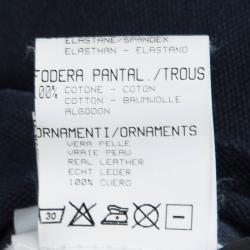 ELASTANE/SPANDEX
ELASTHAN - ELASTANO
FODERA PANTAL./TROUS
100% COTONE - COTON
COTTON - BAUMWOLLE
ALGODON
ORNAMENTI/ORNAMENTS
VERA PELLE
VRAIE PEAU
REAL LEATHER
ECHT LEDER
100% CUERO
30